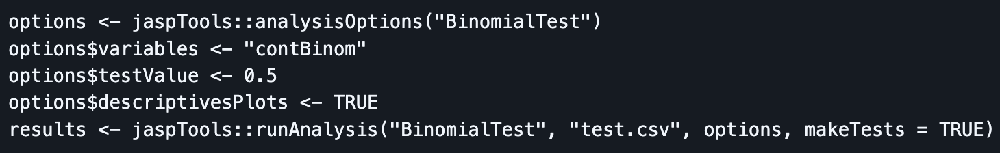 options <- jaspTools::analysisOptions("BinomialTest")
options$variables <- "contBinom"
options$testValue <- 0.5
options$descriptivesPlots <- TRUE
results <- jaspTools::runAnalysis("BinomialTest", "test.csv", options, makeTests = TRUE)